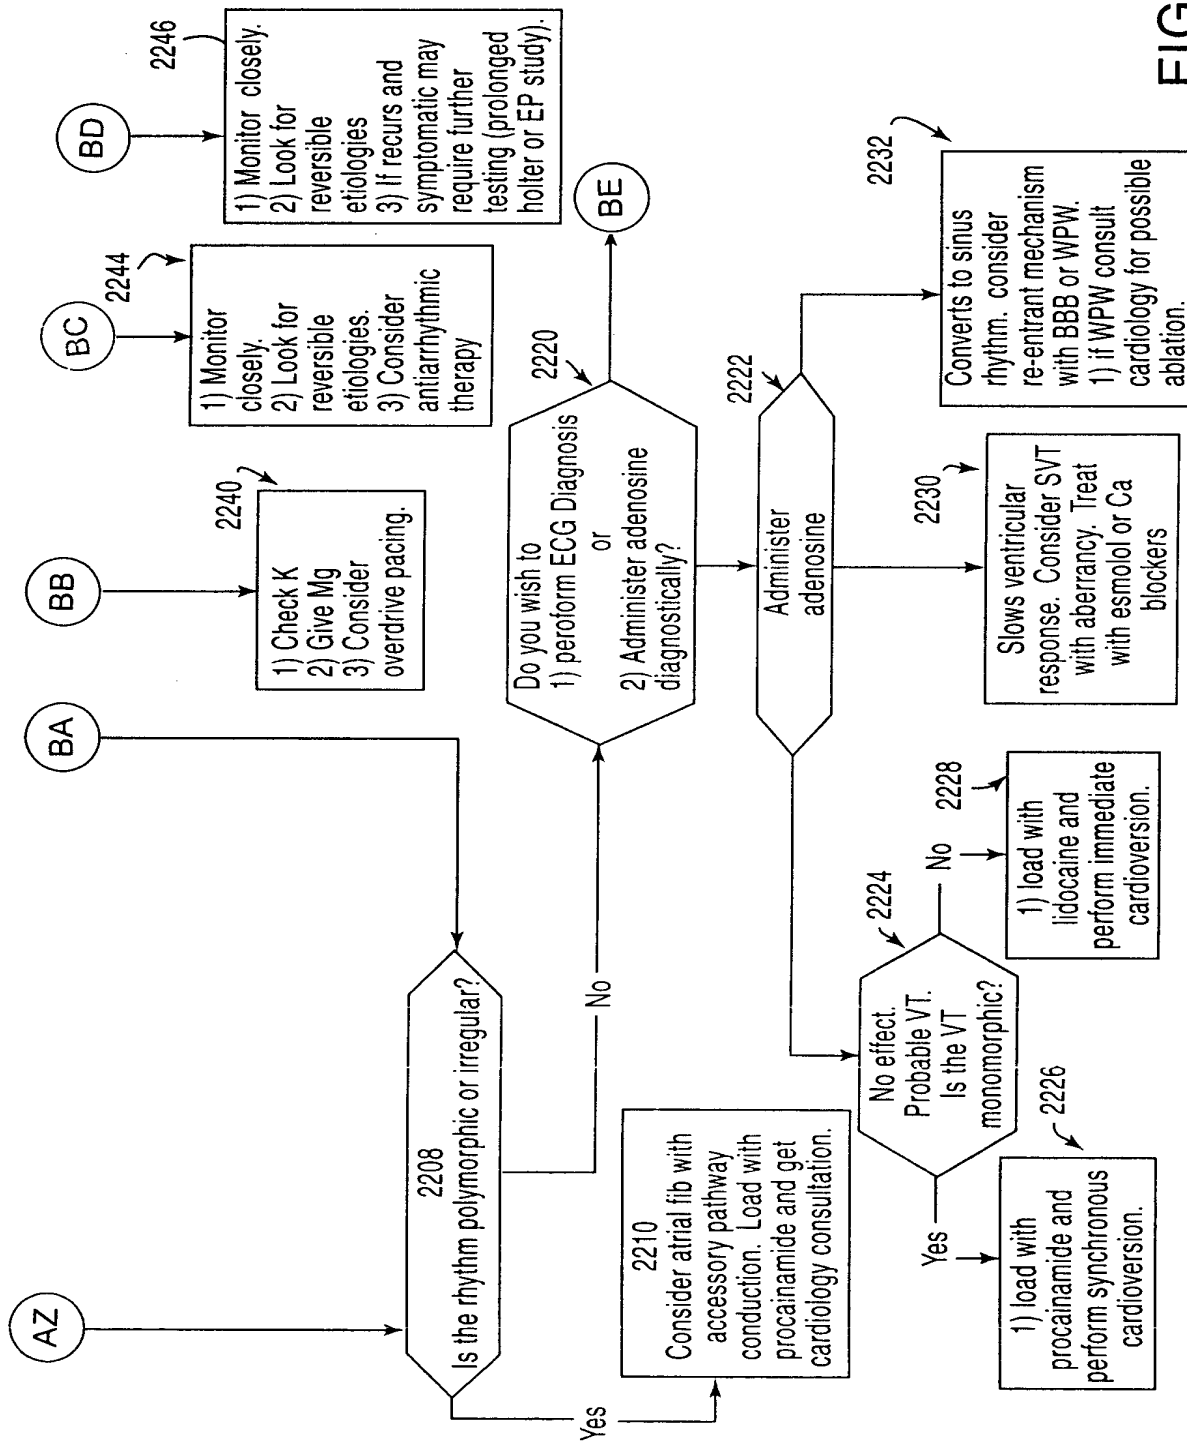 AZ
BA
BB
BC
BD
2208
Is the rhythm polymorphic or irregular?
Yes
No
2210
Consider atrial fib with
accessory pathway
conduction. Load with
procainamide and get
cardiology consultation.
2240
1) Check K
2) Give Mg
3) Consider
overdrive pacing.
2244
1) Monitor
closely.
2) Look for
reversible
etiologies.
3) Consider
antiarrhythmic
therapy
2246
1) Monitor closely.
2) Look for
reversible
etiologies
3) If recurs and
symptomatic may
require further
testing (prolonged
holter or EP study).
2220
Do you wish to
1) peroform ECG Diagnosis
or
2) Administer adenosine
diagnostically?
BE
2222
Administer
adenosine
2224
No effect.
Probable VT.
Is the VT
monomorphic?
Yes
No
2226
1) load with
procainamide and
perform synchronous
cardioversion.
2228
1) load with
lidocaine and
perform immediate
cardioversion.
2230
Slows ventricular
response. Consider SVT
with aberrancy. Treat
with esmolol or Ca
blockers
2232
Converts to sinus
rhythm. consider
re-entrant mechanism
with BBB or WPW.
1) if WPW consult
cardiology for possible
ablation.
FIG